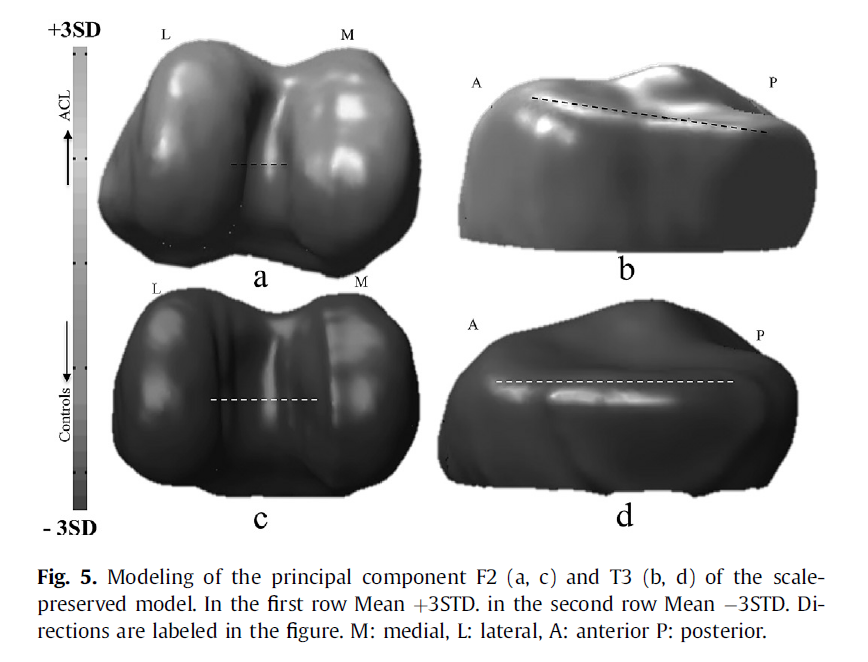 +3SD
L
M
A
P
ACL
a
b
L
M
A
P
Controls
c
d
- 3SD
Fig. 5. Modeling of the principal component F2 (a, c) and T3 (b, d) of the scale-
preserved model. In the first row Mean +3STD. in the second row Mean −3STD. Di-
rections are labeled in the figure. M: medial, L: lateral, A: anterior P: posterior.